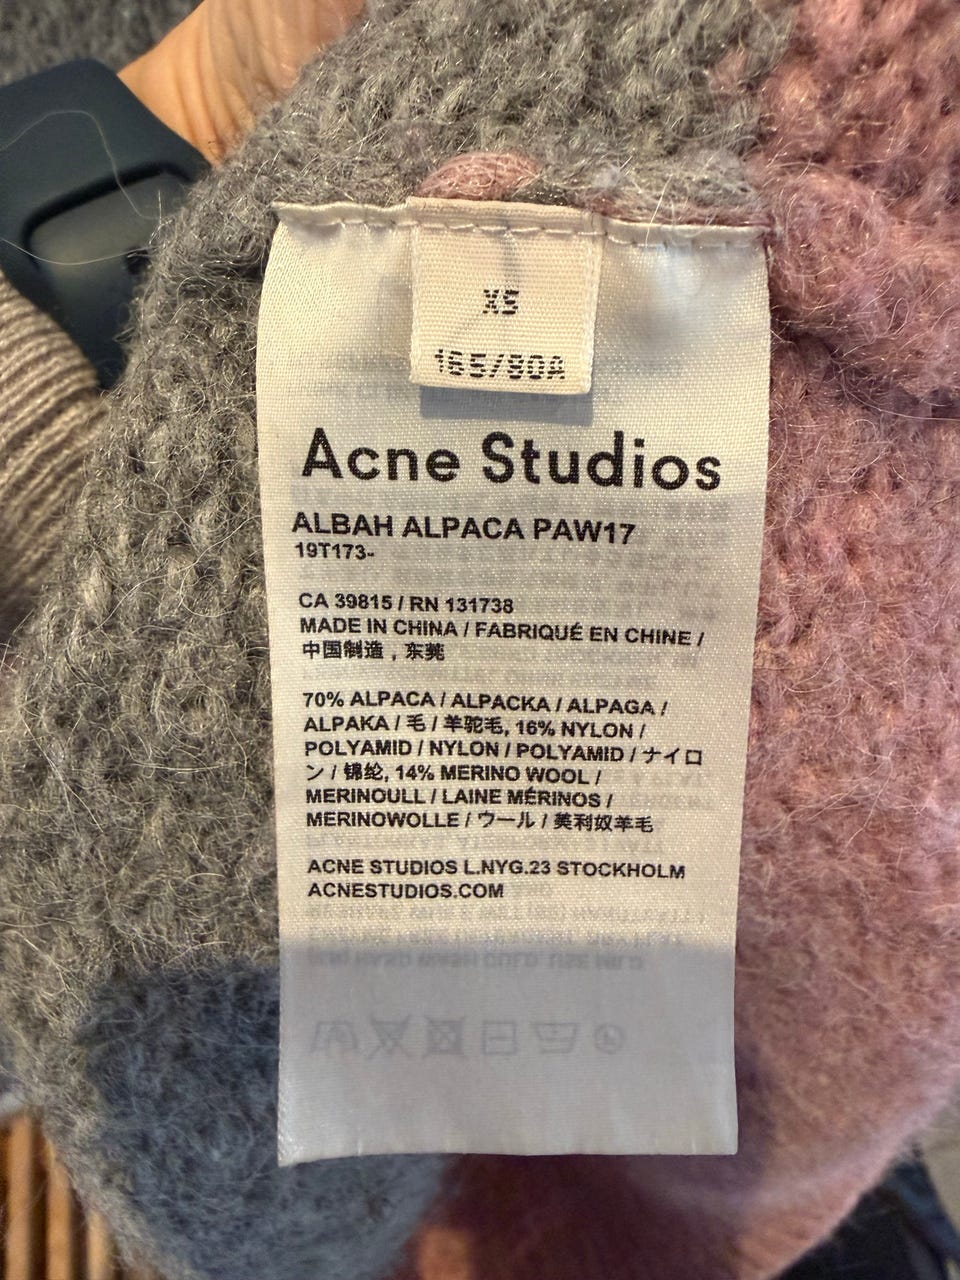 XS
165/80A
Acne Studios
ALBAH ALPACA PAW17
19T173-
CA 39815 / RN 131738
MADE IN CHINA / FABRIQUÉ EN CHINE /
中国制造，东莞
70% ALPACA / ALPACKA / ALPAGA /
ALPAKA / 毛 / 羊驼毛, 16% NYLON /
POLYAMID / NYLON / POLYAMID / ナイロ
ン / 锦纶, 14% MERINO WOOL /
MERINOULL / LAINE MÉRINOS /
MERINOWOLLE / ウール / 美利奴羊毛
ACNE STUDIOS L.NYG.23 STOCKHOLM
ACNESTUDIOS.COM